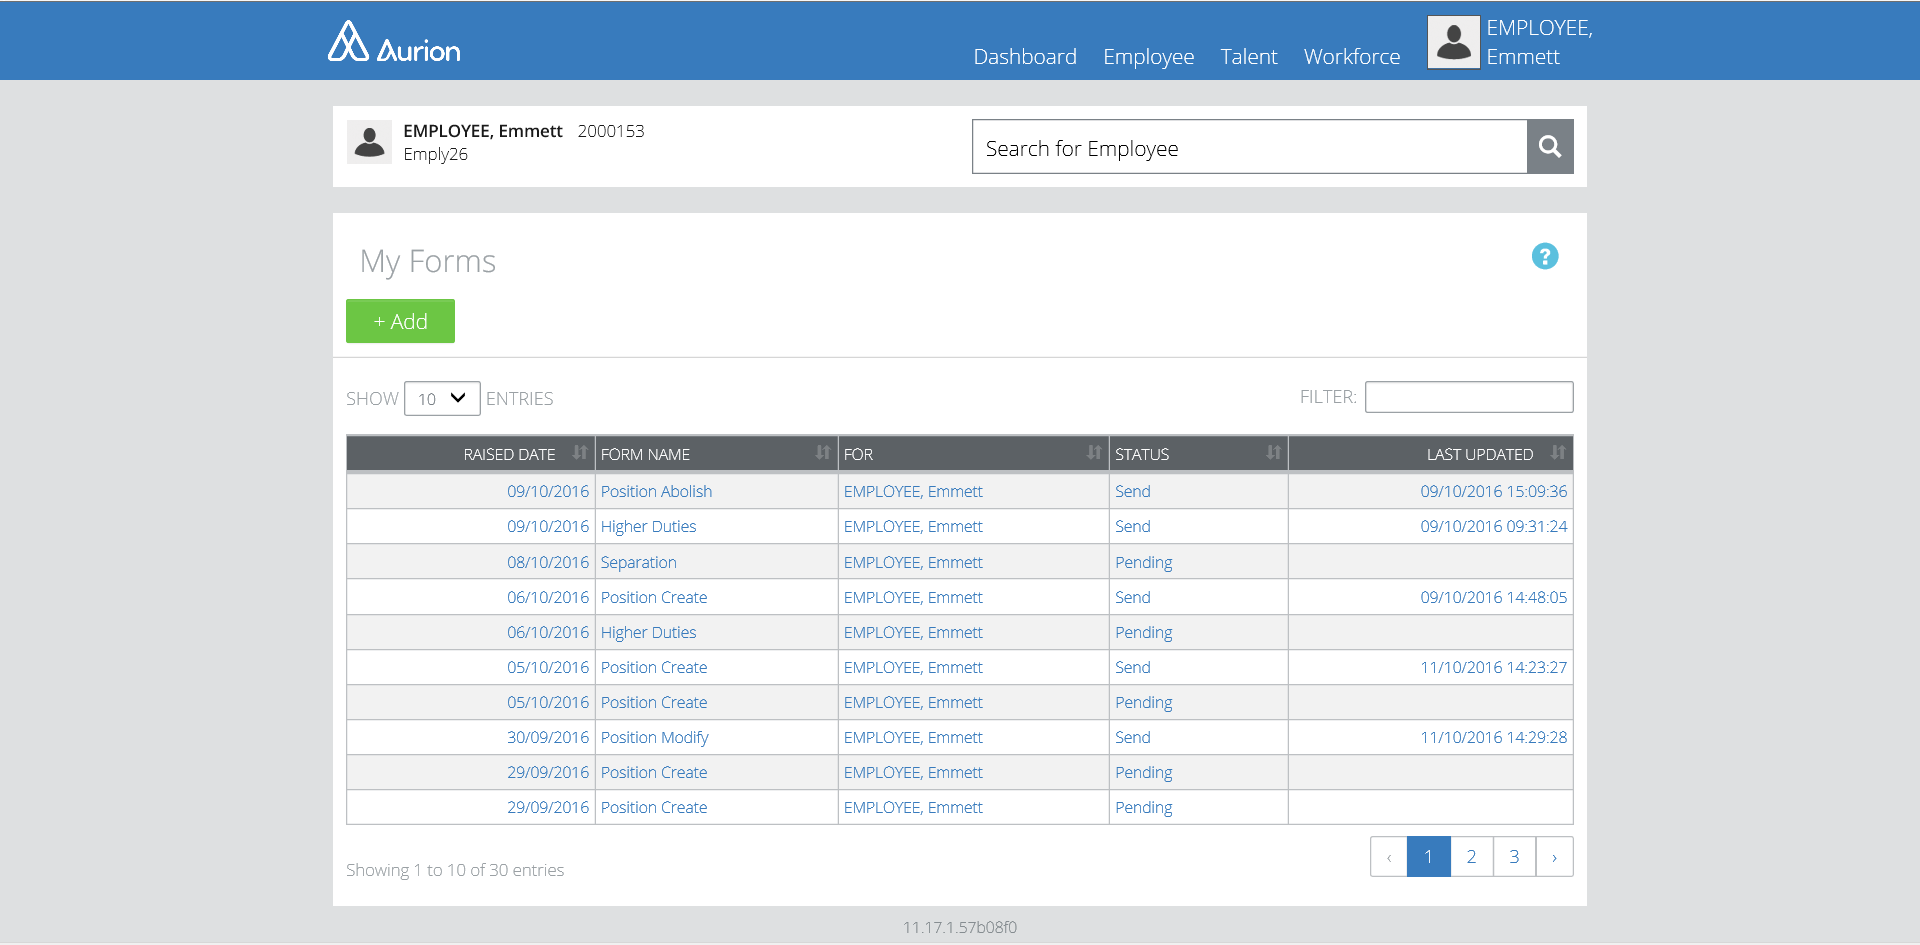 Aurion
Dashboard Employee Talent Workforce
EMPLOYEE,
Emmett
EMPLOYEE, Emmett 2000153
Emply26
Search for Employee
My Forms
?
+ Add
SHOW 10 ENTRIES
FILTER:
RAISED DATE FORM NAME FOR STATUS LAST UPDATED
09/10/2016 Position Abolish EMPLOYEE, Emmett Send 09/10/2016 15:09:36
09/10/2016 Higher Duties EMPLOYEE, Emmett Send 09/10/2016 09:31:24
08/10/2016 Separation EMPLOYEE, Emmett Pending
06/10/2016 Position Create EMPLOYEE, Emmett Send 09/10/2016 14:48:05
06/10/2016 Higher Duties EMPLOYEE, Emmett Pending
05/10/2016 Position Create EMPLOYEE, Emmett Send 11/10/2016 14:23:27
05/10/2016 Position Create EMPLOYEE, Emmett Pending
30/09/2016 Position Modify EMPLOYEE, Emmett Send 11/10/2016 14:29:28
29/09/2016 Position Create EMPLOYEE, Emmett Pending
29/09/2016 Position Create EMPLOYEE, Emmett Pending
‹ 1 2 3 ›
Showing 1 to 10 of 30 entries
11.17.1.57b08f0